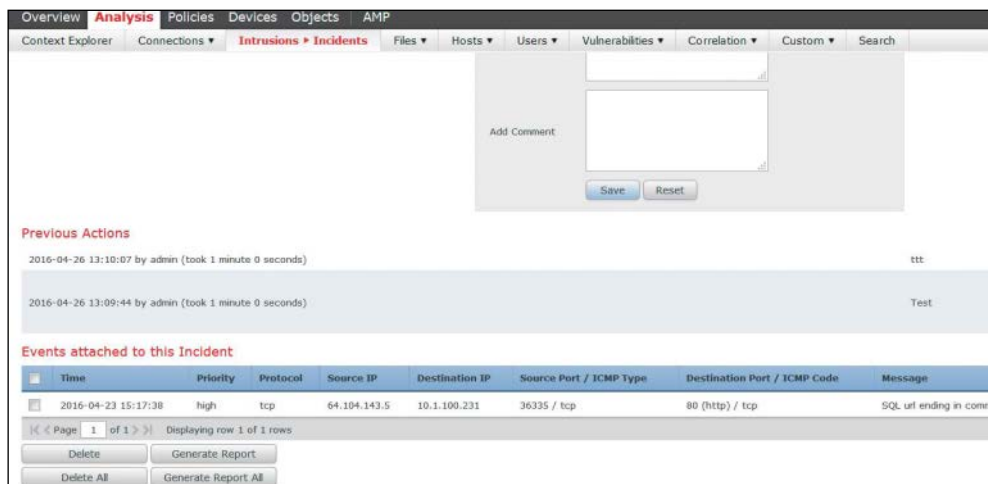 Overview Analysis Policies Devices Objects AMP
Context Explorer Connections ▾ Intrusions ▸ Incidents Files ▾ Hosts ▾ Users ▾ Vulnerabilities ▾ Correlation ▾ Custom ▾ Search
Add Comment
Save Reset
Previous Actions
2016-04-26 13:10:07 by admin (took 1 minute 0 seconds) ttt
2016-04-26 13:09:44 by admin (took 1 minute 0 seconds) Test
Events attached to this Incident
Time Priority Protocol Source IP Destination IP Source Port / ICMP Type Destination Port / ICMP Code Message
2016-04-23 15:17:38 high tcp 64.104.143.5 10.1.100.231 36335 / tcp 80 (http) / tcp SQL url ending in comm
|< < Page 1 of 1 > >| Displaying row 1 of 1 rows
Delete Generate Report
Delete All Generate Report All